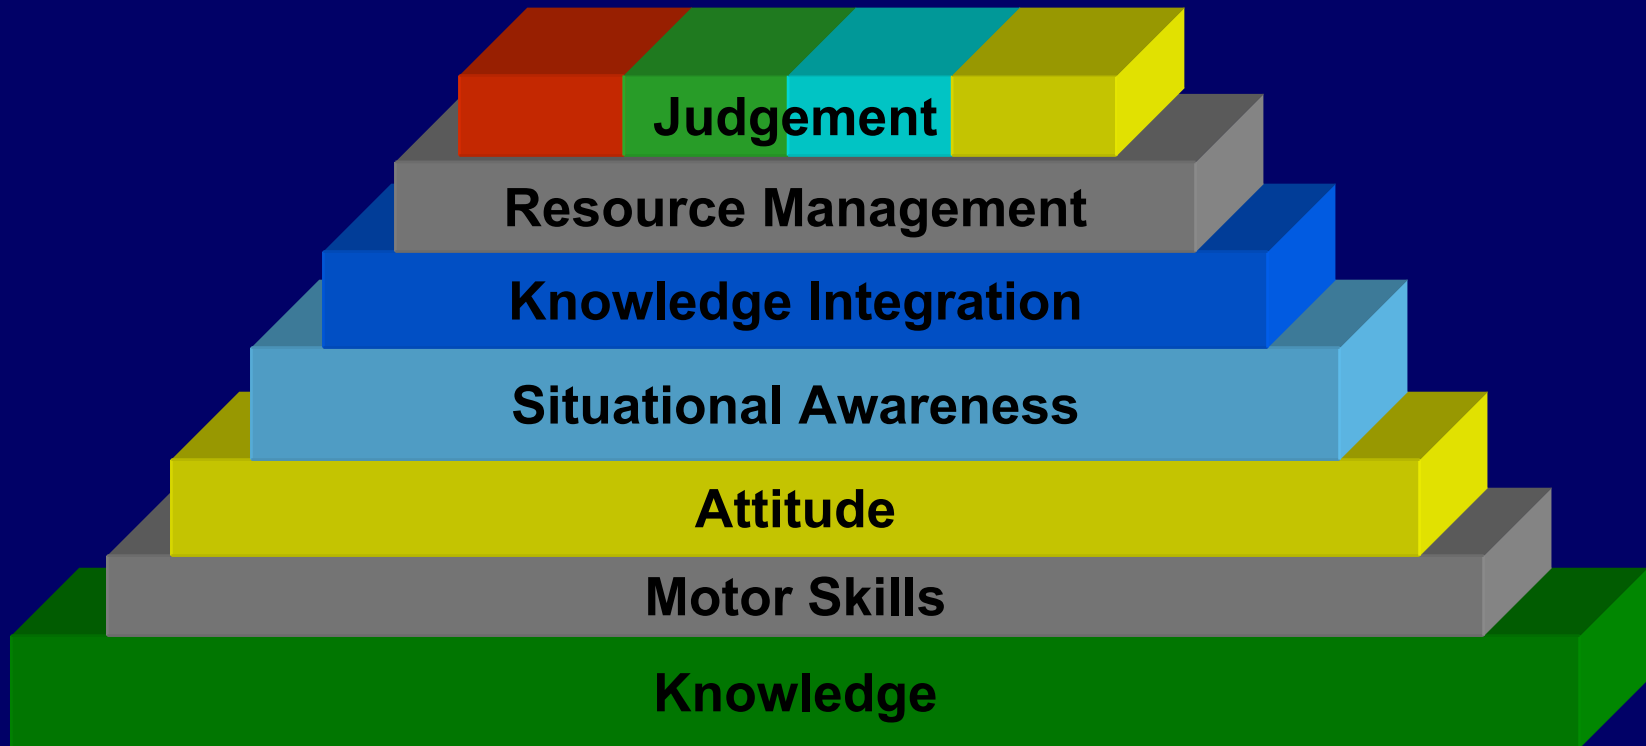 Judgement
Resource Management
Knowledge Integration
Situational Awareness
Attitude
Motor Skills
Knowledge